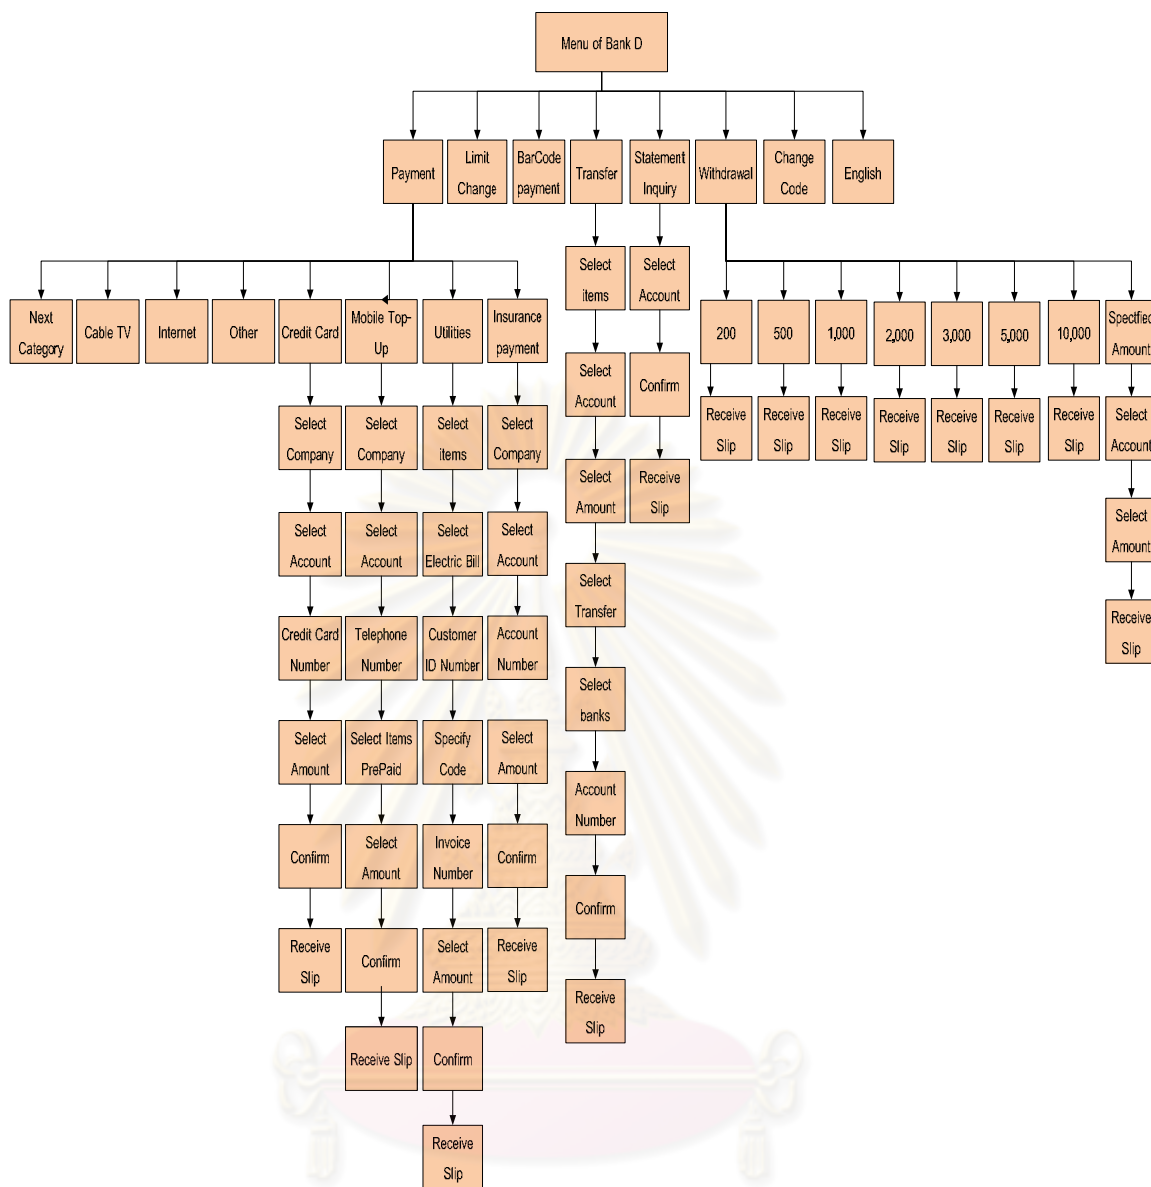 Menu of Bank D
Payment
Limit
Change
BarCode
payment
Transfer
Statement
Inquiry
Withdrawal
Change
Code
English
Next
Category
Cable TV
Internet
Other
Credit Card
Mobile Top-
Up
Utilities
Insurance
payment
Select
items
Select
Account
200
500
1,000
2,000
3,000
5,000
10,000
Spectfied
Amount
Select
Account
Confirm
Receive
Slip
Receive
Slip
Receive
Slip
Receive
Slip
Receive
Slip
Receive
Slip
Receive
Slip
Select
Account
Select
Company
Select
Company
Select
items
Select
Company
Select
Amount
Receive
Slip
Select
Amount
Select
Account
Select
Account
Select
Electric Bill
Select
Account
Select
Transfer
Receive
Slip
Credit Card
Number
Telephone
Number
Customer
ID Number
Account
Number
Select
banks
Select
Amount
Select Items
PrePaid
Specify
Code
Select
Amount
Account
Number
Confirm
Select
Amount
Invoice
Number
Confirm
Confirm
Receive
Slip
Confirm
Select
Amount
Receive
Slip
Receive
Slip
Receive Slip
Confirm
Receive
Slip